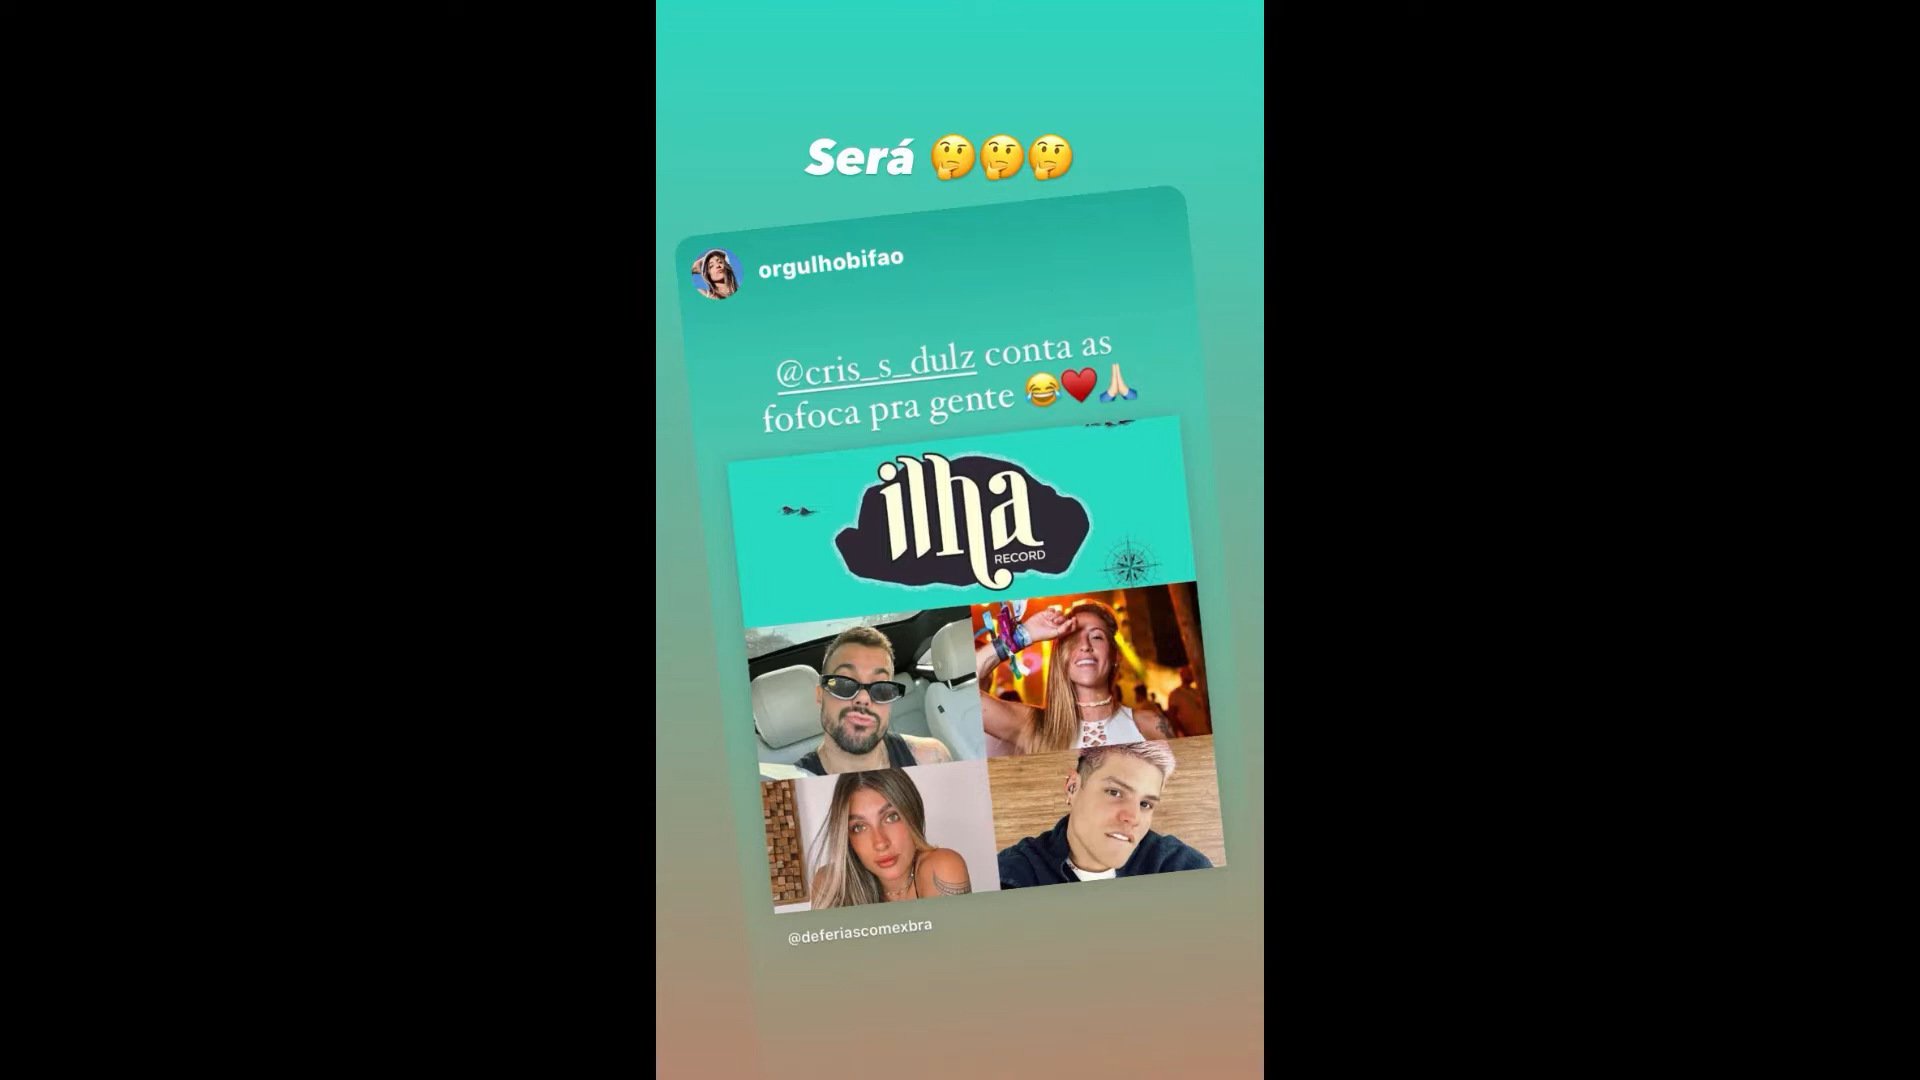 Será 🤔🤔🤔
orgulhobifao
@cris_s_dulz conta as
fofoca pra gente 😂♥️🙏🏻
ilha
RECORD
@deferiascomexbra